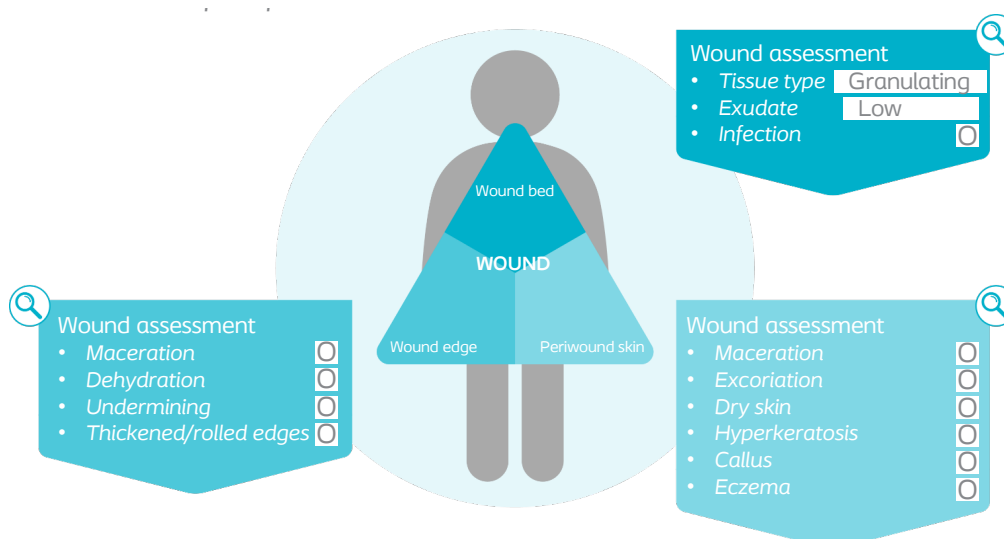 Wound assessment
• Tissue type Granulating
• Exudate Low
• Infection O
Wound bed
WOUND
Wound edge
Periwound skin
Wound assessment
• Maceration O
• Dehydration O
• Undermining O
• Thickened/rolled edges O
Wound assessment
• Maceration O
• Excoriation O
• Dry skin O
• Hyperkeratosis O
• Callus O
• Eczema O